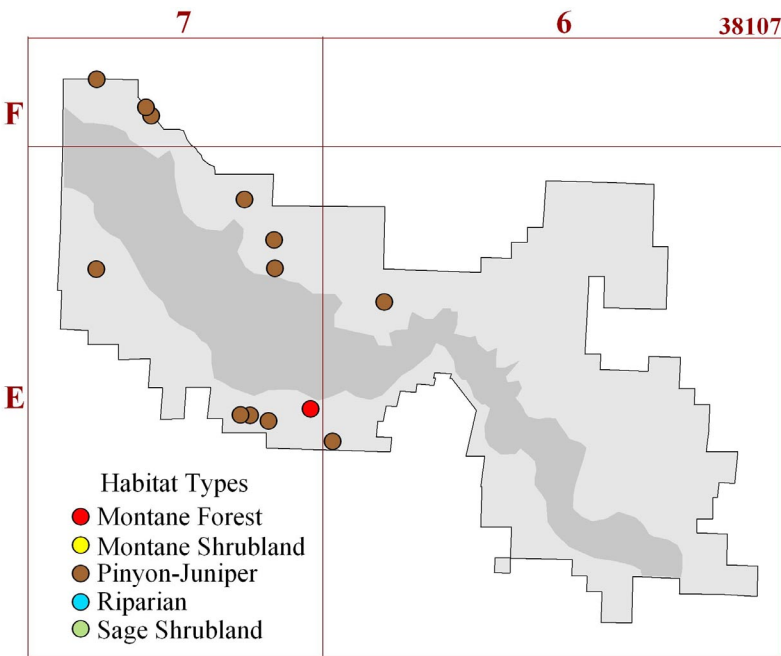 7 6 38107
F
E
Habitat Types
Montane Forest
Montane Shrubland
Pinyon-Juniper
Riparian
Sage Shrubland